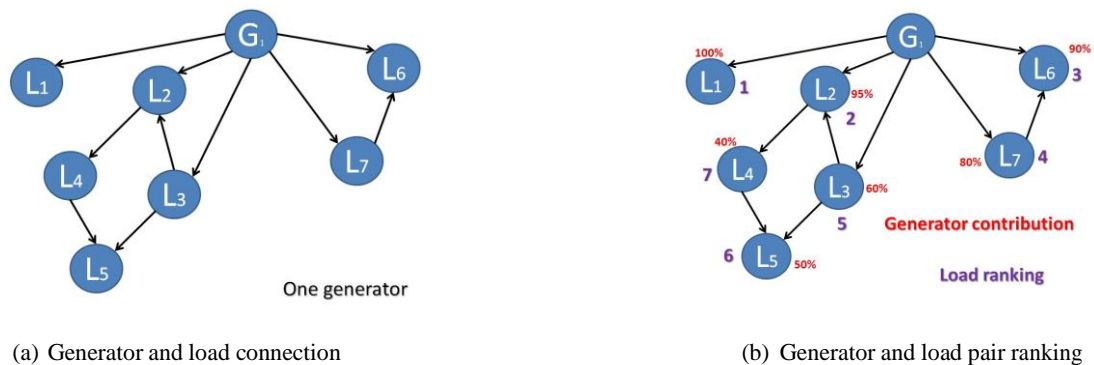 G1
L1
L2
L6
L7
L4
L3
L5
One generator
(a) Generator and load connection
G1
100%
L1
1
L2
95%
2
90%
L6
3
80%
L7
4
40%
L4
7
L3
60%
5
Generator contribution
6
L5
50%
Load ranking
(b) Generator and load pair ranking